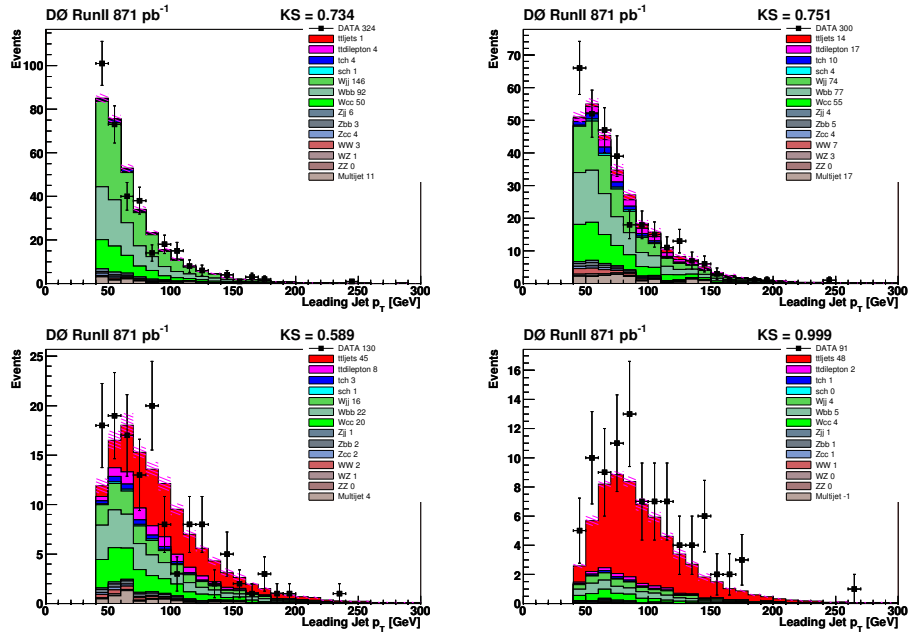 DØ RunII 871 pb-1 KS = 0.734
Events
DATA 324
ttljets 1
ttdilepton 4
tch 4
sch 1
Wjj 146
Wbb 92
Wcc 50
Zjj 6
Zbb 3
Zcc 4
WW 3
WZ 1
ZZ 0
Multijet 11
100
80
60
40
20
0
0 50 100 150 200 250 300
Leading Jet pT [GeV]
DØ RunII 871 pb-1 KS = 0.751
Events
DATA 300
ttljets 14
ttdilepton 17
tch 10
sch 4
Wjj 74
Wbb 77
Wcc 55
Zjj 4
Zbb 5
Zcc 4
WW 7
WZ 3
ZZ 0
Multijet 17
70
60
50
40
30
20
10
0
0 50 100 150 200 250 300
Leading Jet pT [GeV]
DØ RunII 871 pb-1 KS = 0.589
Events
DATA 130
ttljets 45
ttdilepton 8
tch 3
sch 1
Wjj 16
Wbb 22
Wcc 20
Zjj 1
Zbb 2
Zcc 2
WW 2
WZ 1
ZZ 0
Multijet 4
25
20
15
10
5
0
0 50 100 150 200 250 300
Leading Jet pT [GeV]
DØ RunII 871 pb-1 KS = 0.999
Events
DATA 91
ttljets 48
ttdilepton 2
tch 1
sch 0
Wjj 4
Wbb 5
Wcc 4
Zjj 1
Zbb 1
Zcc 1
WW 1
WZ 0
ZZ 0
Multijet -1
16
14
12
10
8
6
4
2
0
0 50 100 150 200 250 300
Leading Jet pT [GeV]